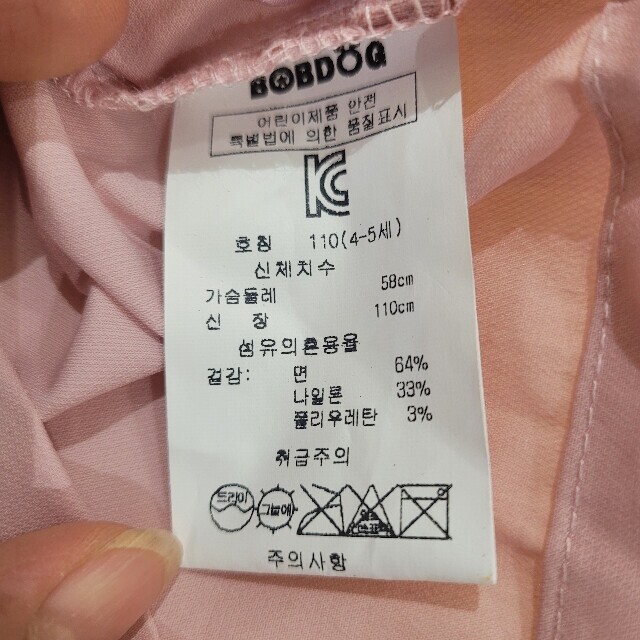 BOBDOG
어린이제품 안전
특별법에 의한 품질표시
KC
호칭 110(4-5세)
신체치수
가슴둘레 58cm
신 장 110cm
섬유의혼용율
겉감: 면 64%
나일론 33%
폴리우레탄 3%
취급주의
드라이 그늘에
주의사항